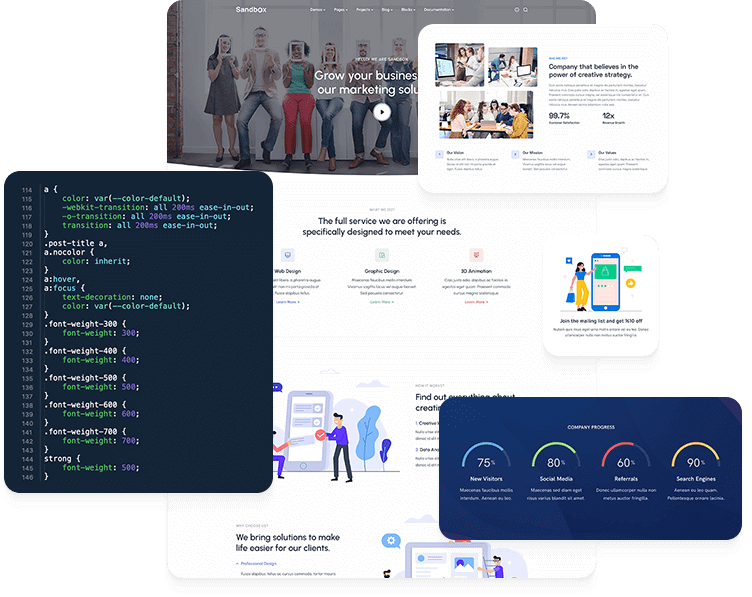 Sandbox
Demos Pages Projects Blog Blocks Documentation
HELLO! WE ARE SANDBOX
Grow your busines
our marketing solu
Company that believes in the
power of creative strategy.
99.7%
Customer Satisfaction
12x
Revenue Growth
Our Vision
Our Mission
Our Values
114 a {
115 color: var(--color-default);
116 -webkit-transition: all 200ms ease-in-out;
117 -o-transition: all 200ms ease-in-out;
118 transition: all 200ms ease-in-out;
119 }
120 .post-title a,
121 a.nocolor {
122 color: inherit;
123 }
124 a:hover,
125 a:focus {
126 text-decoration: none;
127 color: var(--color-default);
128 }
129 .font-weight-300 {
130 font-weight: 300;
131 }
132 .font-weight-400 {
133 font-weight: 400;
134 }
135 .font-weight-500 {
136 font-weight: 500;
137 }
138 .font-weight-600 {
139 font-weight: 600;
140 }
141 .font-weight-700 {
142 font-weight: 700;
143 }
144 strong {
145 font-weight: 500;
146 }
WHAT WE DO?
The full service we are offering is
specifically designed to meet your needs.
Web Design
Learn More
Graphic Design
Learn More
3D Animation
Learn More
Join the mailing list and get %10 off
HOW IT WORKS?
Find out everything about
creatin
1 Creative I
2 Data Ana
COMPANY PROGRESS
75%
New Visitors
Maecenas faucibus mollis
interdum. Aenean eu leo.
80%
Social Media
Maecenas sed diam eget
risus varius blandit sit amet.
60%
Referrals
Donec ullamcorper nulla non
metus auctor fringilla.
90%
Search Engines
Aenean eu leo quam.
Pellentesque ornare lacinia.
WHY CHOOSE US?
We bring solutions to make
life easier for our clients.
Professional Design